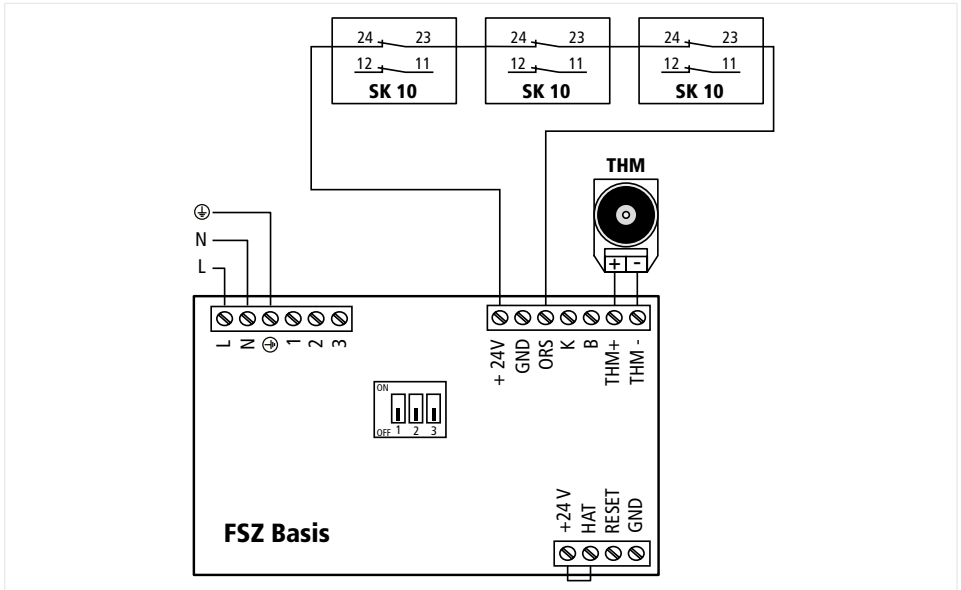 24 23 24 23 24 23
12 11 12 11 12 11
SK 10 SK 10 SK 10
THM
+ -
N
L
L N 1 2 3
+ 24V GND ORS K B THM+ THM -
ON
OFF 1 2 3
+24 V HAT RESET GND
FSZ Basis